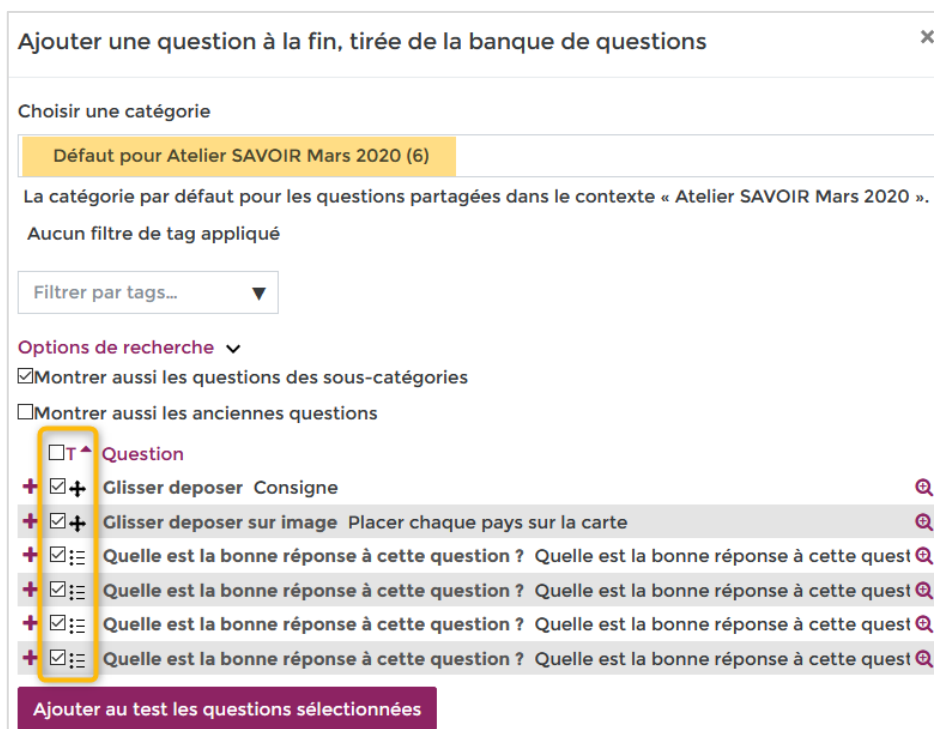 Ajouter une question à la fin, tirée de la banque de questions
Choisir une catégorie
Défaut pour Atelier SAVOIR Mars 2020 (6)
La catégorie par défaut pour les questions partagées dans le contexte « Atelier SAVOIR Mars 2020 ».
Aucun filtre de tag appliqué
Filtrer par tags...
Options de recherche
Montrer aussi les questions des sous-catégories
Montrer aussi les anciennes questions
T Question
Glisser deposer Consigne
Glisser deposer sur image Placer chaque pays sur la carte
Quelle est la bonne réponse à cette question ? Quelle est la bonne réponse à cette quest
Quelle est la bonne réponse à cette question ? Quelle est la bonne réponse à cette quest
Quelle est la bonne réponse à cette question ? Quelle est la bonne réponse à cette quest
Quelle est la bonne réponse à cette question ? Quelle est la bonne réponse à cette quest
Ajouter au test les questions sélectionnées